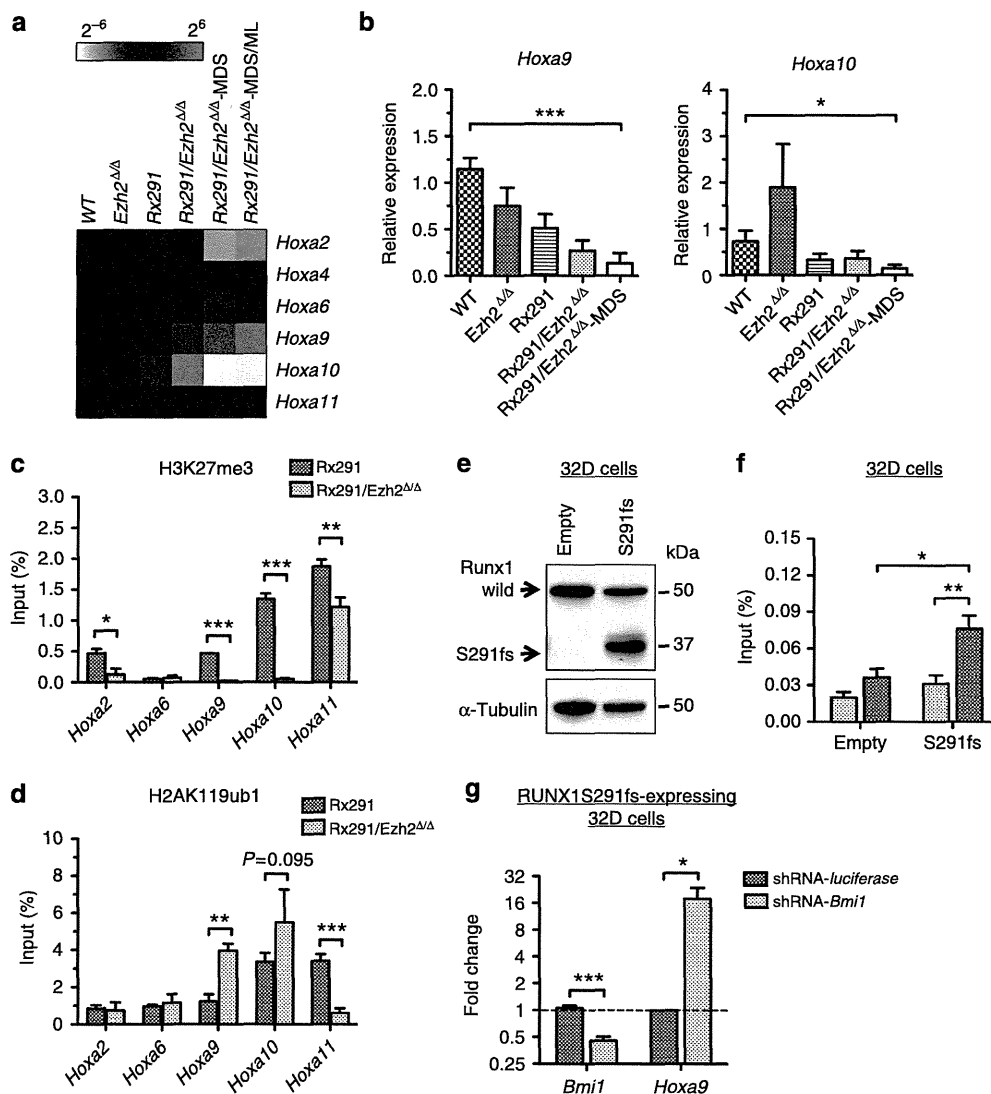 a
2⁻⁶ 2⁶
WT
Ezh2Δ/Δ
Rx291
Rx291/Ezh2Δ/Δ
Rx291/Ezh2Δ/Δ-MDS
Rx291/Ezh2Δ/Δ-MDS/ML
Hoxa2
Hoxa4
Hoxa6
Hoxa9
Hoxa10
Hoxa11
b
Hoxa9
Relative expression
1.5
2.0
1.0
0.5
0.0
***
WT
Ezh2Δ/Δ
Rx291
Rx291/Ezh2Δ/Δ
Rx291/Ezh2Δ/Δ-MDS
Hoxa10
Relative expression
4
3
2
1
0
*
WT
Ezh2Δ/Δ
Rx291
Rx291/Ezh2Δ/Δ
Rx291/Ezh2Δ/Δ-MDS
c
H3K27me3
Rx291
Rx291/Ezh2Δ/Δ
Input (%)
3.0
2.5
2.0
1.5
1.0
0.5
0.0
*
***
***
**
Hoxa2
Hoxa6
Hoxa9
Hoxa10
Hoxa11
d
H2AK119ub1
Rx291
Rx291/Ezh2Δ/Δ
Input (%)
10
8
6
4
2
0
**
P=0.095
***
Hoxa2
Hoxa6
Hoxa9
Hoxa10
Hoxa11
e
32D cells
Empty
S291fs
kDa
Runx1
wild
50
S291fs
37
α-Tubulin
50
f
32D cells
Input (%)
0.15
0.12
0.09
0.06
0.03
0.00
*
**
Empty
S291fs
g
RUNX1S291fs-expressing
32D cells
shRNA-luciferase
shRNA-Bmi1
Fold change
32
16
8
2
1
0.5
0.25
***
*
Bmi1
Hoxa9